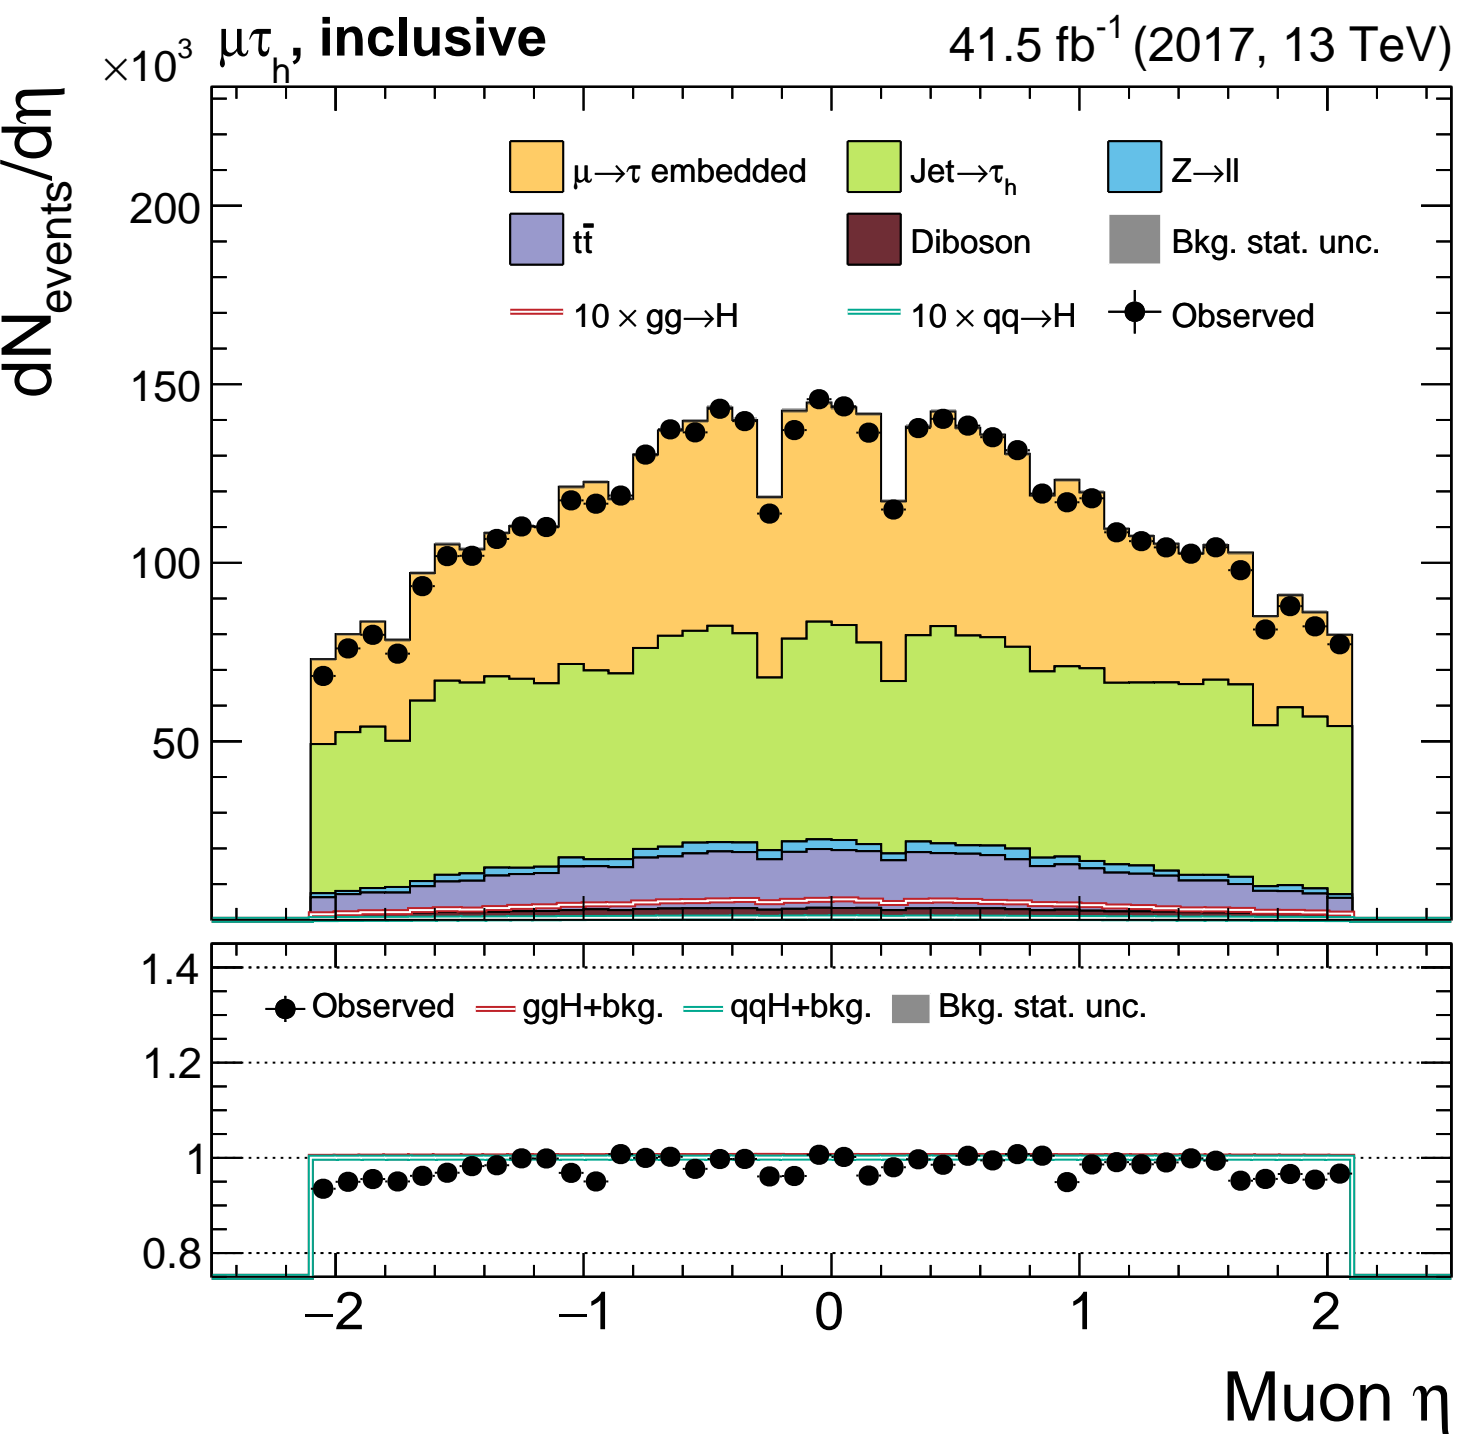 ×10³ μτₕ, inclusive 41.5 fb⁻¹ (2017, 13 TeV)
dN_events/dη
μ→τ embedded Jet→τₕ Z→ll
tt̄ Diboson Bkg. stat. unc.
10 × gg→H 10 × qq→H Observed
200
150
100
50
1.4
Observed ggH+bkg. qqH+bkg. Bkg. stat. unc.
1.2
1
0.8
−2 −1 0 1 2
Muon η